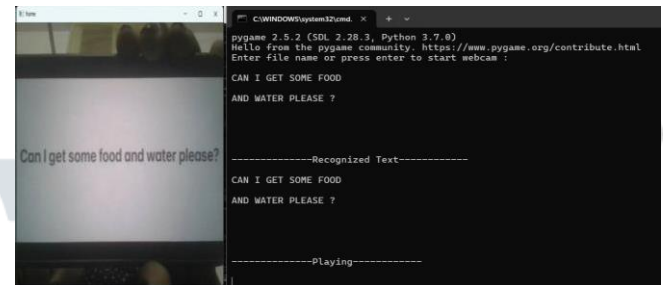 frame
Can I get some food and water please?
C:\WINDOWS\system32\cmd.
pygame 2.5.2 (SDL 2.28.3, Python 3.7.0)
Hello from the pygame community. https://www.pygame.org/contribute.html
Enter file name or press enter to start webcam :
CAN I GET SOME FOOD
AND WATER PLEASE ?
--------------Recognized Text------------
CAN I GET SOME FOOD
AND WATER PLEASE ?
--------------Playing------------